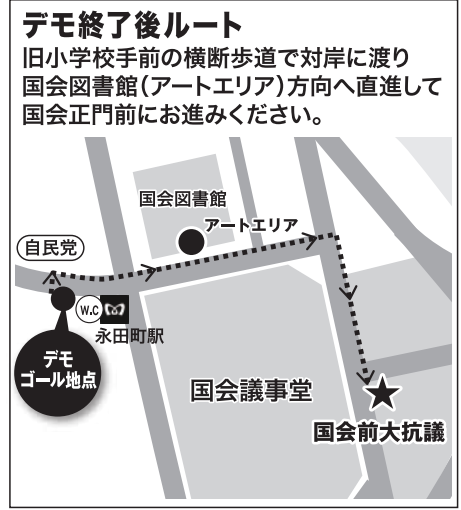 デモ終了後ルート
旧小学校手前の横断歩道で対岸に渡り
国会図書館（アートエリア）方向へ直進して
国会正門前にお進みください。
国会図書館
アートエリア
自民党
W.C
永田町駅
デモ
ゴール地点
国会議事堂
国会前大抗議